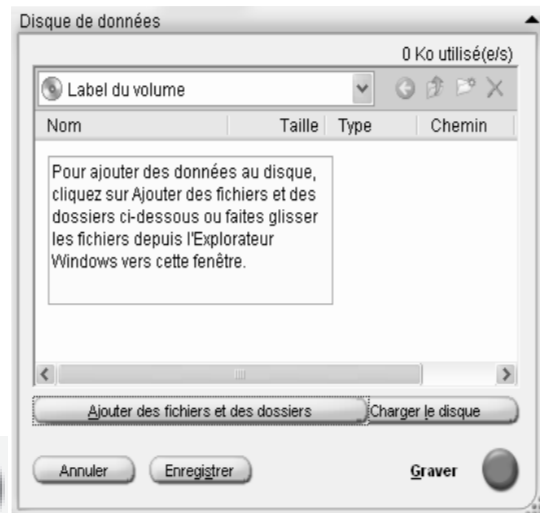 Disque de données
0 Ko utilisé(e/s)
Label du volume
Nom Taille Type Chemin
Pour ajouter des données au disque,
cliquez sur Ajouter des fichiers et des
dossiers ci-dessous ou faites glisser
les fichiers depuis l'Explorateur
Windows vers cette fenêtre.
Ajouter des fichiers et des dossiers Charger le disque
Annuler Enregistrer Graver